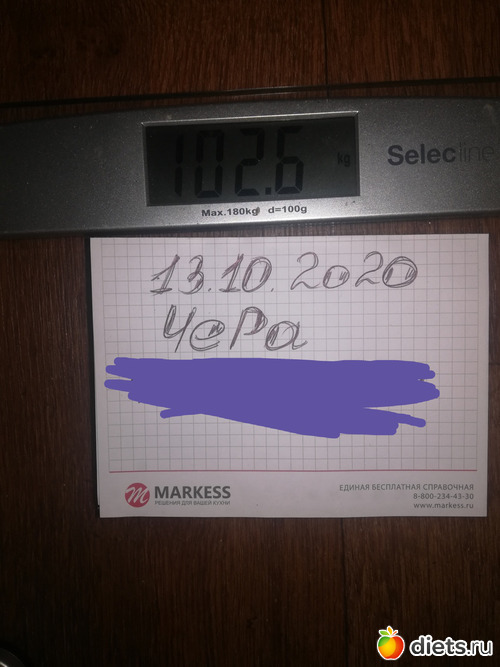 102.6 kg
Selecline
Max.180kg d=100g
13.10.2020
ЧеРа
MARKESS
РЕШЕНИЯ ДЛЯ ВАШЕЙ КУХНИ
ЕДИНАЯ БЕСПЛАТНАЯ СПРАВОЧНАЯ
8-800-234-43-30
www.markess.ru
diets.ru